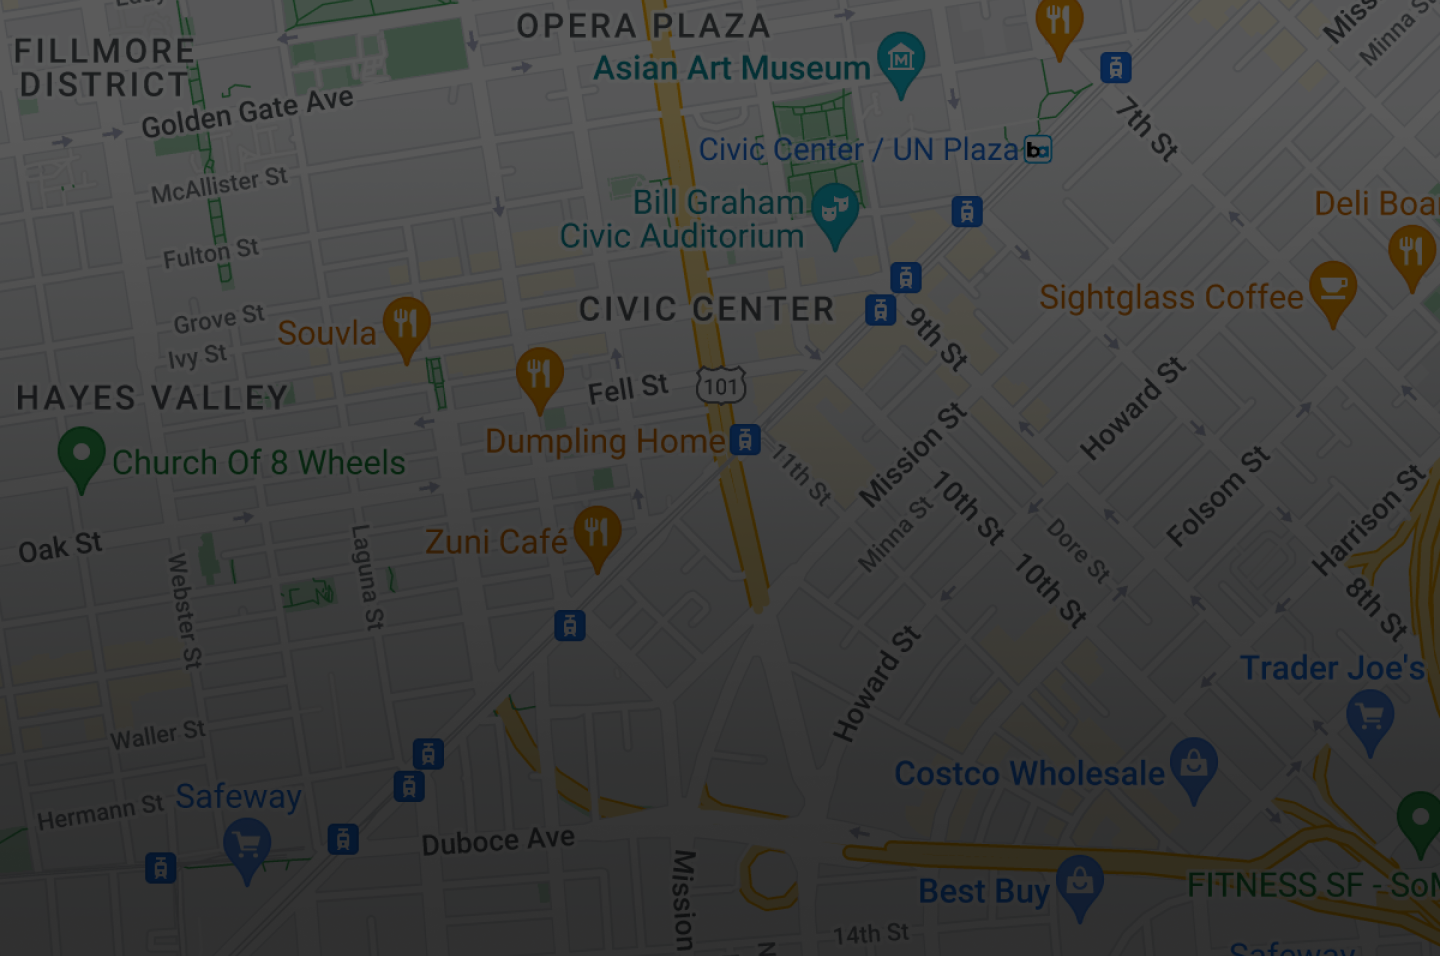 OPERA PLAZA
FILLMORE
DISTRICT
Asian Art Museum
Golden Gate Ave
7th St
Civic Center / UN Plaza
ba
McAllister St
Bill Graham
Civic Auditorium
Deli Boa
Fulton St
Sightglass Coffee
CIVIC CENTER
Grove St
Souvla
9th St
Ivy St
HAYES VALLEY
Fell St
101
Howard St
Dumpling Home
Mission St
Church Of 8 Wheels
11th St
10th St
Folsom St
Harrison St
Minna St
Zuni Café
Oak St
Dore St
Laguna St
Webster St
10th St
8th St
Howard St
Trader Joe's
Waller St
Costco Wholesale
Safeway
Hermann St
Duboce Ave
Mission
Best Buy
FITNESS SF - SoM
14th St
Safeway